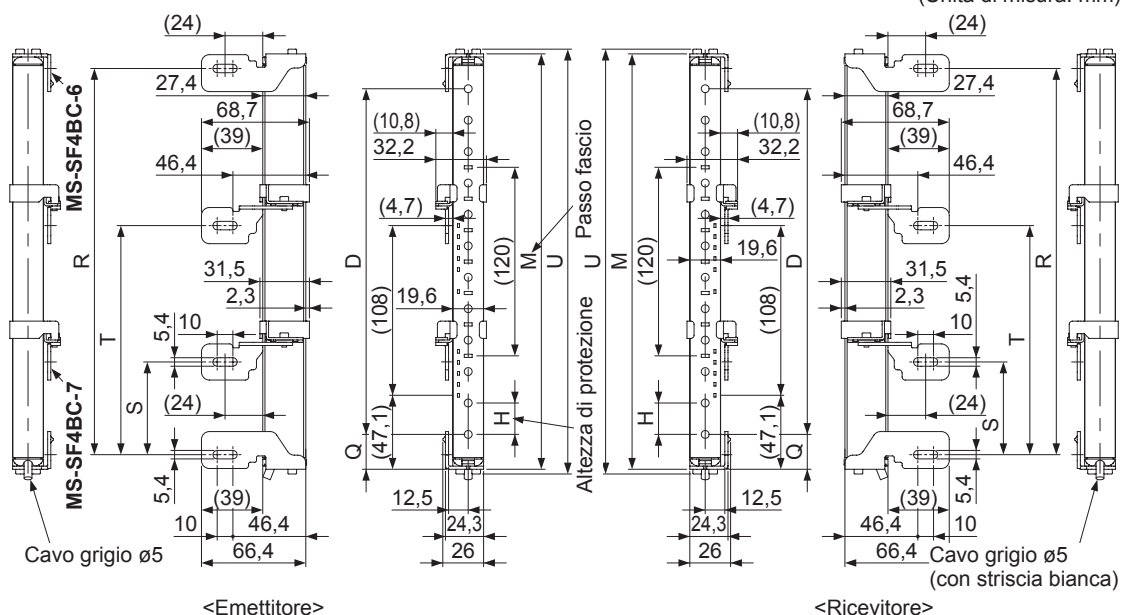 (Unità di misura: mm)
(24)
27,4
68,7
(39)
46,4
MS-SF4BC-6
R
T
S
31,5
2,3
10
5,4
(24)
MS-SF4BC-7
5,4
(39)
10
46,4
66,4
Cavo grigio ø5
<Emettitore>
(10,8)
32,2
(4,7)
D
(108)
19,6
(120)
M
U
Passo fascio
Altezza di protezione
H
Q
(47,1)
12,5
24,3
26
U
M
(120)
(10,8)
32,2
(4,7)
19,6
D
(108)
H
Q
(47,1)
12,5
24,3
26
(24)
27,4
68,7
(39)
46,4
R
T
S
31,5
2,3
5,4
10
(24)
5,4
(39)
46,4
10
66,4
Cavo grigio ø5
(con striscia bianca)
<Ricevitore>